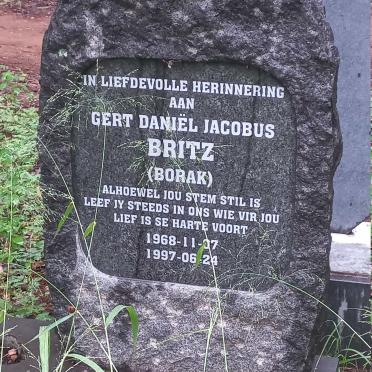 IN LIEFDEVOLLE HERINNERING
AAN
GERT DANIËL JACOBUS
BRITZ
(BORAK)
ALHOEWEL JOU STEM STIL IS
LEEF JY STEEDS IN ONS WIE VIR JOU
LIEF IS SE HARTE VOORT
1968-11-07
1997-06-24